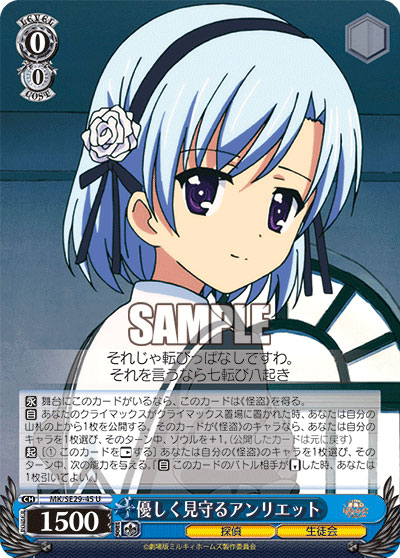 LEVEL
0
0
COST
SAMPLE
それじゃ転びっぱなしですわ。
それを言うなら七転び八起き
永 舞台にこのカードがいるなら、このカードは《怪盗》を得る。
自 あなたのクライマックスがクライマックス置場に置かれた時、あなたは自分の
山札の上から1枚を公開する。そのカードが《怪盗》のキャラなら、あなたは自分の
キャラを1枚選び、そのターン中、ソウルを+1。(公開したカードは元に戻す)
起 [① このカードを する] あなたは自分の《怪盗》のキャラを1枚選び、そのター
ン中、次の能力を与える。『自 このカードのバトル相手が した時、あなた
は1枚引いてよい。』
CH MK/SE29-45 U
1500
優しく見守るアンリエット
探偵 生徒会
©劇場版ミルキィホームズ製作委員会